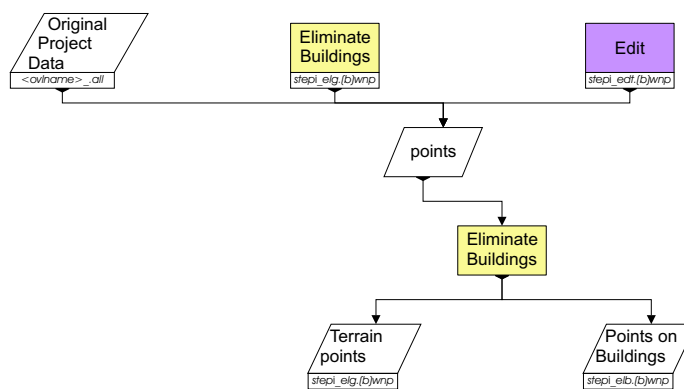 Original
Project
Data
<ovlname>_.all
Eliminate
Buildings
stepi_elg.(b)wnp
Edit
stepi_edt.(b)wnp
points
Eliminate
Buildings
Terrain
points
stepi_elg.(b)wnp
Points on
Buildings
stepi_elb.(b)wnp